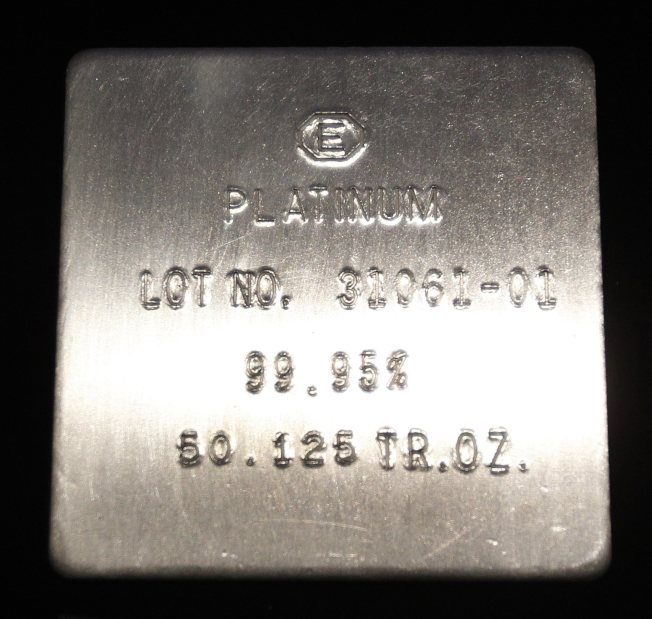 E
PLATINUM
LOT NO. 31061-01
99.95%
50.125 TR.OZ.